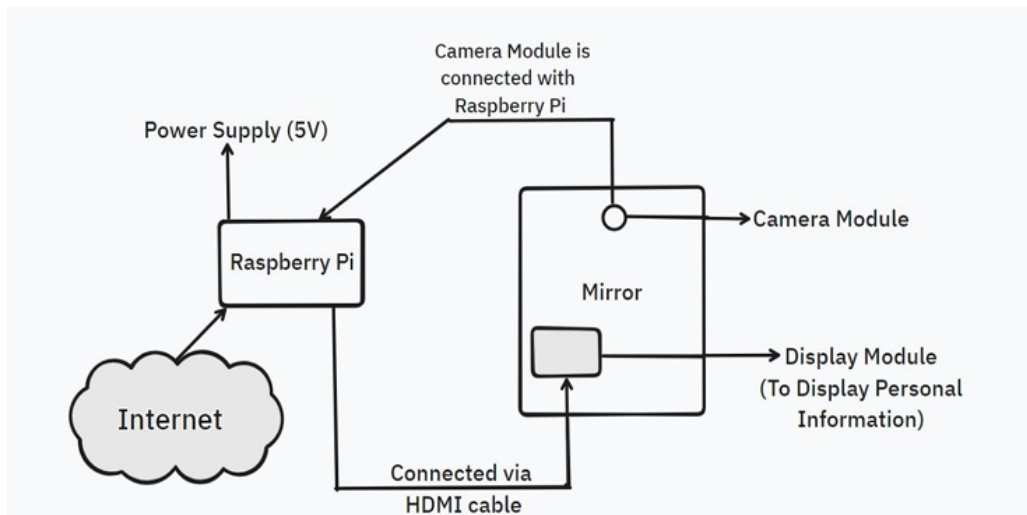 Camera Module is
connected with
Raspberry Pi
Power Supply (5V)
Camera Module
Raspberry Pi
Mirror
Display Module
(To Display Personal
Information)
Internet
Connected via
HDMI cable